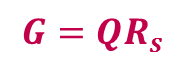 G = QR_s